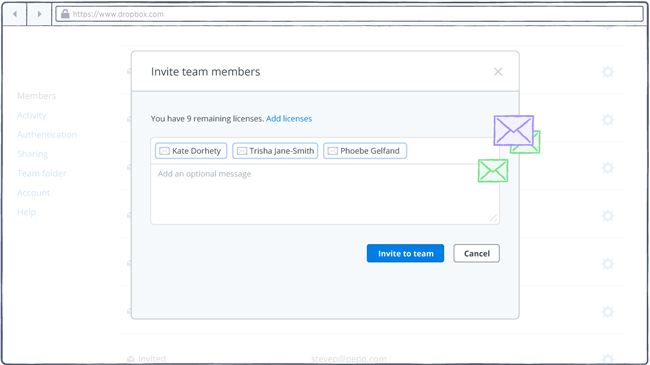 https://www.dropbox.com
Invite team members
Members
Activity
Authentication
Sharing
Team folder
Account
Help
You have 9 remaining licenses. Add licenses
Kate Dorhety
Trisha Jane-Smith
Phoebe Gelfand
Add an optional message
Invite to team
Cancel
Invited
stevep@pepo.com